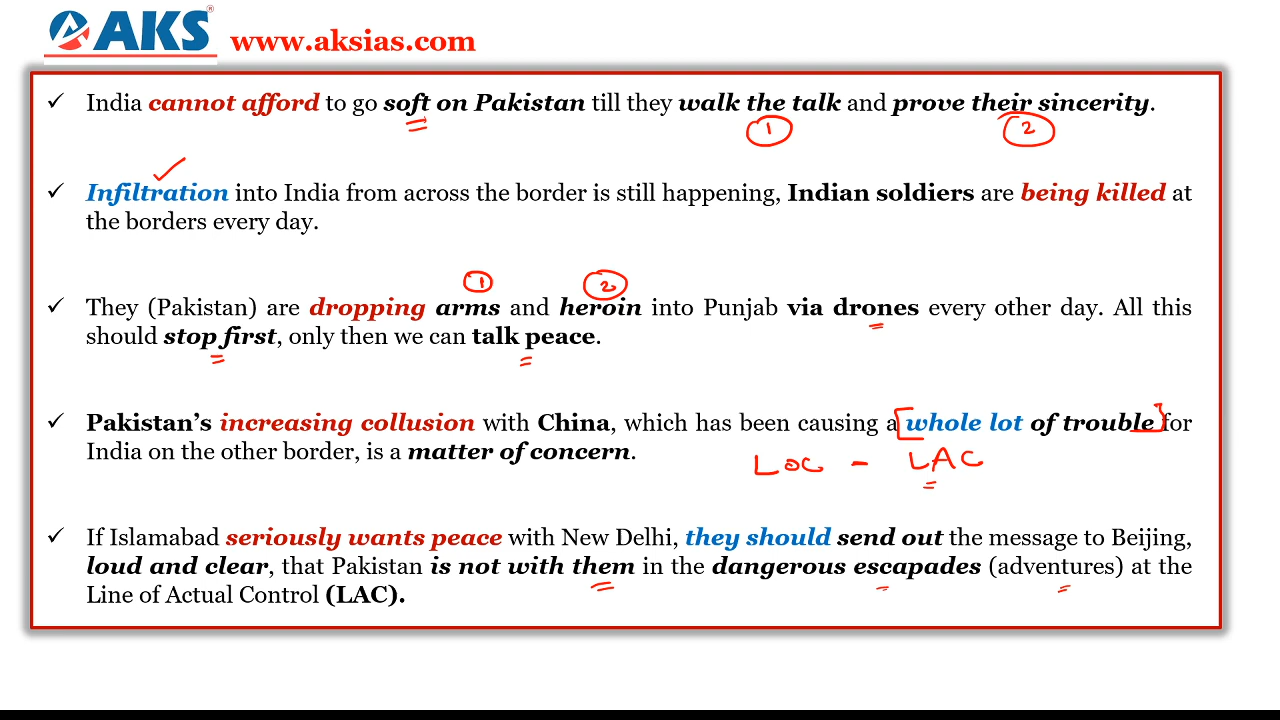 AKS
www.aksias.com
✓ India cannot afford to go soft on Pakistan till they walk the talk and prove their sincerity.
1 2
✓ Infiltration into India from across the border is still happening, Indian soldiers are being killed at
the borders every day.
1 2
✓ They (Pakistan) are dropping arms and heroin into Punjab via drones every other day. All this
should stop first, only then we can talk peace.
✓ Pakistan's increasing collusion with China, which has been causing a [whole lot of trouble] for
India on the other border, is a matter of concern.
LOC - LAC
✓ If Islamabad seriously wants peace with New Delhi, they should send out the message to Beijing,
loud and clear, that Pakistan is not with them in the dangerous escapades (adventures) at the
Line of Actual Control (LAC).